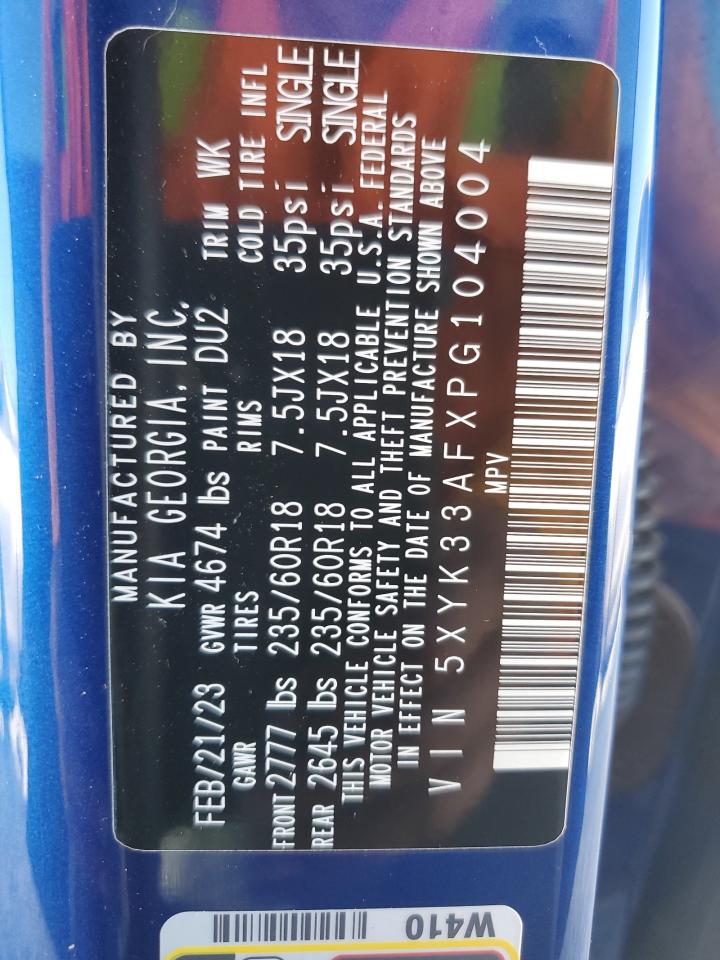 MANUFACTURED BY
KIA GEORGIA, INC.
FEB/21/23 GVWR 4674 lbs PAINT DU2 TRIM WK
GAWR TIRES RIMS COLD TIRE INFL
FRONT 2777 lbs 235/60R18 7.5JX18 35psi SINGLE
REAR 2645 lbs 235/60R18 7.5JX18 35psi SINGLE
THIS VEHICLE CONFORMS TO ALL APPLICABLE U.S.A. FEDERAL
MOTOR VEHICLE SAFETY AND THEFT PREVENTION STANDARDS
IN EFFECT ON THE DATE OF MANUFACTURE SHOWN ABOVE
VIN 5XYK33AFXPG104004
MPV
W410